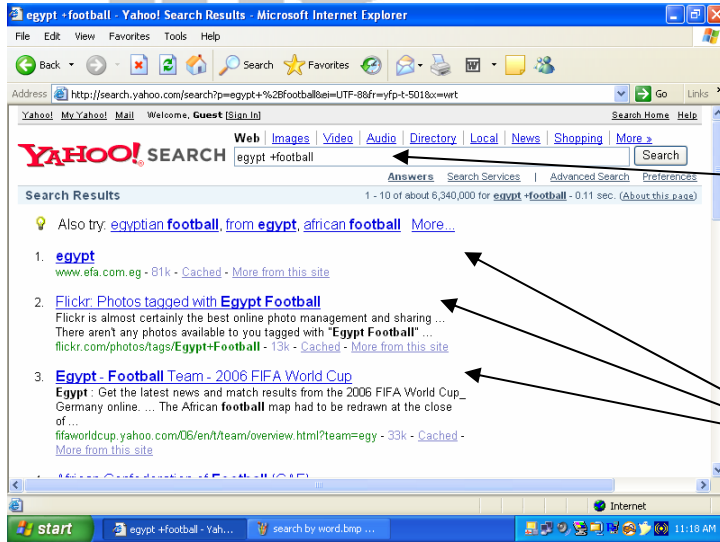 egypt +football - Yahoo! Search Results - Microsoft Internet Explorer
File Edit View Favorites Tools Help
Back Search Favorites
Address http://search.yahoo.com/search?p=egypt+%2Bfootball&ei=UTF-8&fr=yfp-t-501&x=wrt Go Links
Yahoo! My Yahoo! Mail Welcome, Guest [Sign In] Search Home Help
Web | Images | Video | Audio | Directory | Local | News | Shopping | More »
YAHOO! SEARCH egypt +football Search
Answers Search Services | Advanced Search Preferences
Search Results 1 - 10 of about 6,340,000 for egypt +football - 0.11 sec. (About this page)
Also try: egyptian football, from egypt, african football More...
1. egypt
www.efa.com.eg - 81k - Cached - More from this site
2. Flickr: Photos tagged with Egypt Football
Flickr is almost certainly the best online photo management and sharing ...
There aren't any photos available to you tagged with "Egypt Football" ...
flickr.com/photos/tags/Egypt+Football - 13k - Cached - More from this site
3. Egypt - Football Team - 2006 FIFA World Cup
Egypt : Get the latest news and match results from the 2006 FIFA World Cup_
Germany online. ... The African football map had to be redrawn at the close
of ...
fifaworldcup.yahoo.com/06/en/t/team/overview.html?team=egy - 33k - Cached -
More from this site
African Confederation of Football (CAF)
Internet
start egypt +football - Yah... search by word.bmp ... 11:18 AM